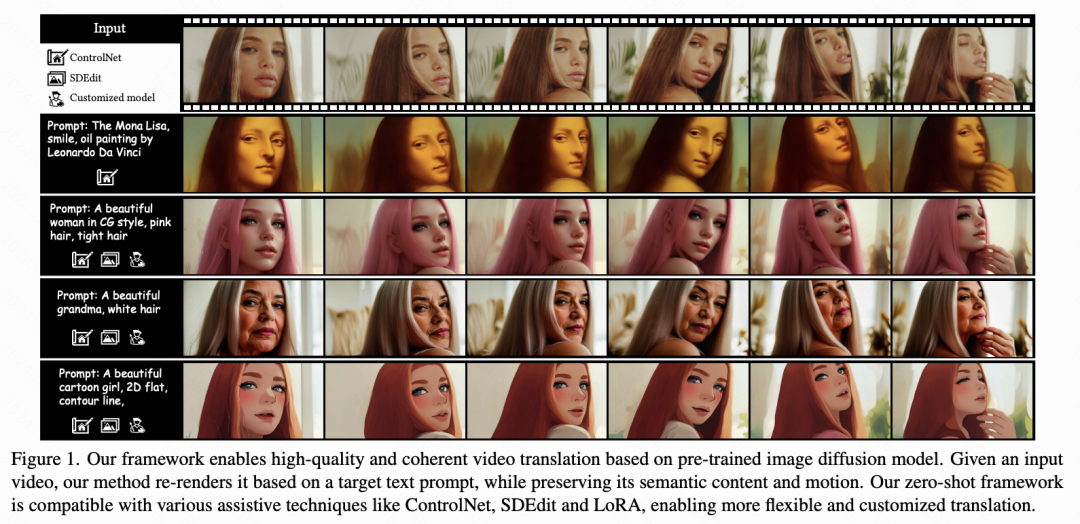 Input
ControlNet
SDEdit
Customized model
Prompt: The Mona Lisa,
smile, oil painting by
Leonardo Da Vinci
Prompt: A beautiful
woman in CG style, pink
hair, tight hair
Prompt: A beautiful
grandma, white hair
Prompt: A beautiful
cartoon girl, 2D flat,
contour line,
Figure 1. Our framework enables high-quality and coherent video translation based on pre-trained image diffusion model. Given an input
video, our method re-renders it based on a target text prompt, while preserving its semantic content and motion. Our zero-shot framework
is compatible with various assistive techniques like ControlNet, SDEdit and LoRA, enabling more flexible and customized translation.